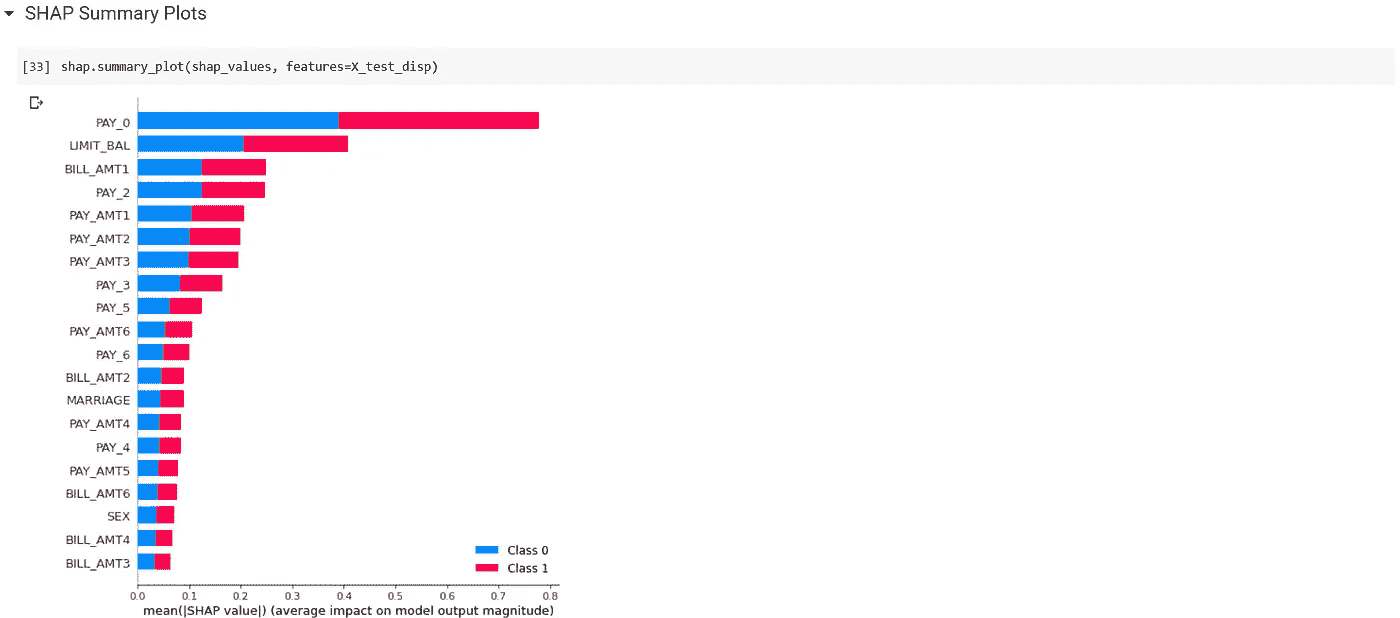 SHAP Summary Plots
[33] shap.summary_plot(shap_values, features=X_test_disp)
PAY_0
LIMIT_BAL
BILL_AMT1
PAY_2
PAY_AMT1
PAY_AMT2
PAY_AMT3
PAY_3
PAY_5
PAY_AMT6
PAY_6
BILL_AMT2
MARRIAGE
PAY_AMT4
PAY_4
PAY_AMT5
BILL_AMT6
SEX
BILL_AMT4
BILL_AMT3
Class 0
Class 1
0.0 0.1 0.2 0.3 0.4 0.5 0.6 0.7 0.8
mean(|SHAP value|) (average impact on model output magnitude)